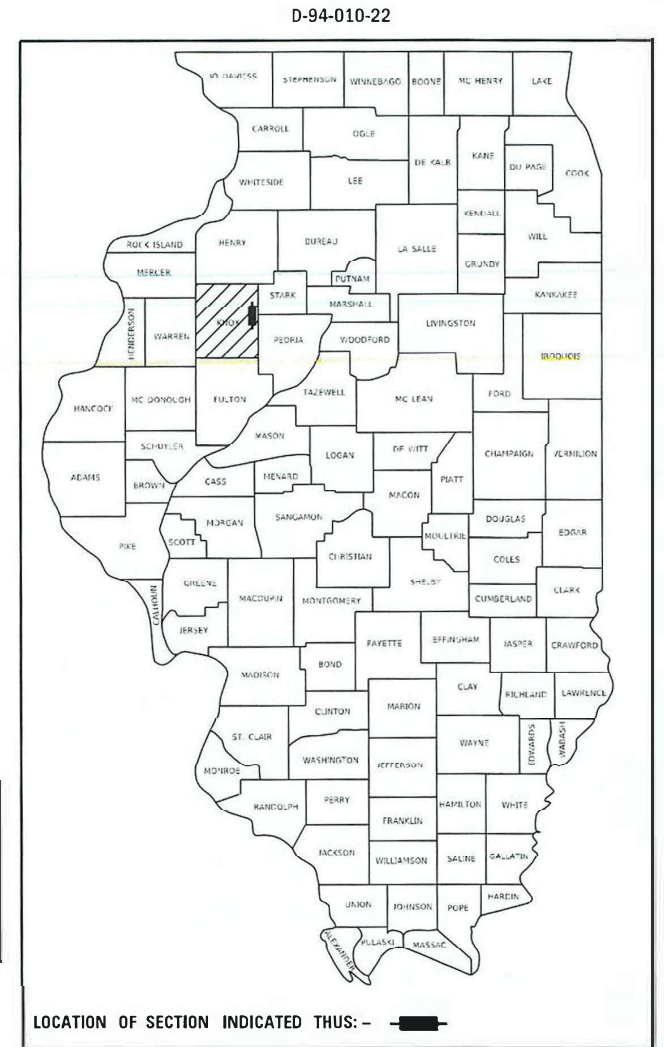 D-94-010-22
JO DAVIESS STEPHENSON WINNEBAGO BOONE MC HENRY LAKE
CARROLL OGLE
DE KALB KANE DU PAGE COOK
WHITESIDE LEE
KENDALL
ROCK ISLAND HENRY BUREAU LA SALLE WILL
GRUNDY
MERCER PUTNAM
STARK KANKAKEE
MARSHALL
HENDERSON WARREN KNOX PEORIA WOODFORD LIVINGSTON
IROQUOIS
HANCOCK MC DONOUGH FULTON TAZEWELL MC LEAN FORD
MASON
SCHUYLER LOGAN DE WITT CHAMPAIGN VERMILION
ADAMS BROWN CASS MENARD PIATT
MACON
MORGAN SANGAMON DOUGLAS
PIKE SCOTT CHRISTIAN MOULTRIE EDGAR
COLES
CALHOUN GREENE MACOUPIN MONTGOMERY SHELBY CUMBERLAND CLARK
JERSEY FAYETTE EFFINGHAM JASPER CRAWFORD
MADISON BOND
CLAY RICHLAND LAWRENCE
CLINTON MARION
ST. CLAIR WAYNE EDWARDS WABASH
MONROE WASHINGTON JEFFERSON
RANDOLPH PERRY HAMILTON WHITE
FRANKLIN
JACKSON WILLIAMSON SALINE GALLATIN
UNION JOHNSON POPE HARDIN
ALEXANDER PULASKI MASSAC
LOCATION OF SECTION INDICATED THUS: –